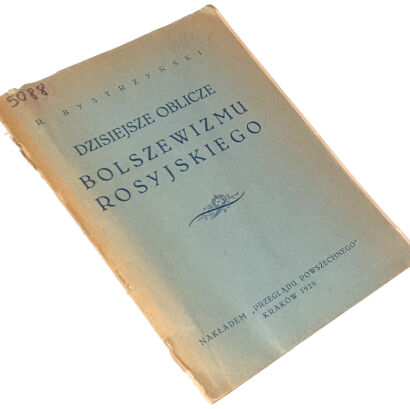 5088
R. BYSTRZYŃSKI
DZISIEJSZE OBLICZE
BOLSZEWIZMU
ROSYJSKIEGO
NAKŁADEM „PRZEGLĄDU POWSZECHNEGO"
KRAKÓW 1929